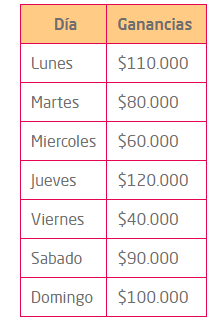 Día Ganancias
Lunes $110.000
Martes $80.000
Miercoles $60.000
Jueves $120.000
Viernes $40.000
Sabado $90.000
Domingo $100.000